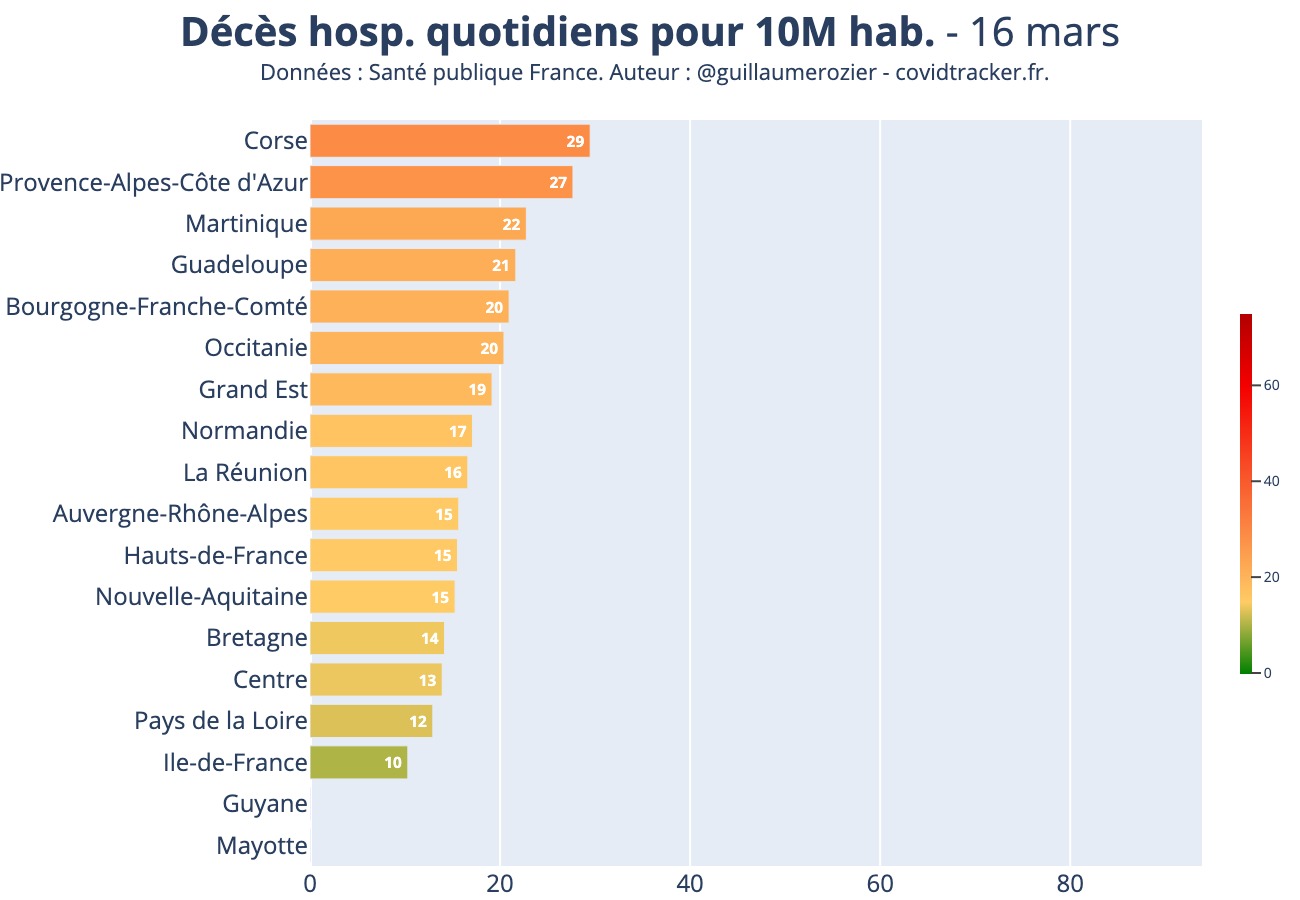 Décès hosp. quotidiens pour 10M hab. - 16 mars
Données : Santé publique France. Auteur : @guillaumerozier - covidtracker.fr.
Corse 29
Provence-Alpes-Côte d'Azur 27
Martinique 22
Guadeloupe 21
Bourgogne-Franche-Comté 20
Occitanie 20
Grand Est 19
Normandie 17
La Réunion 16
Auvergne-Rhône-Alpes 15
Hauts-de-France 15
Nouvelle-Aquitaine 15
Bretagne 14
Centre 13
Pays de la Loire 12
Ile-de-France 10
Guyane
Mayotte
0 20 40 60 80
60
40
20
0